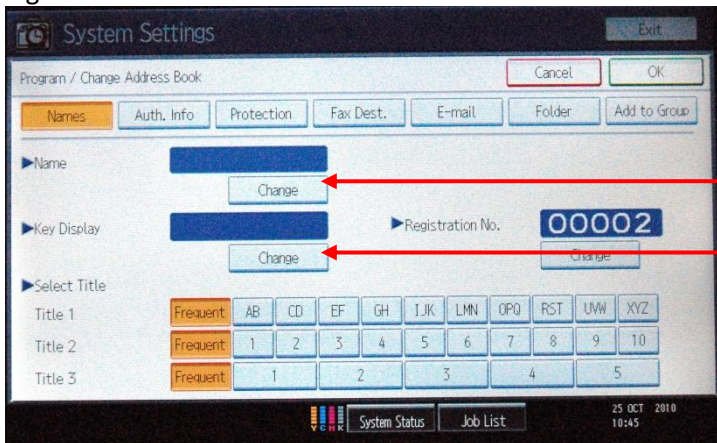 System Settings
Exit
Program / Change Address Book
Cancel
OK
Names
Auth. Info
Protection
Fax Dest.
E-mail
Folder
Add to Group
►Name
Change
►Key Display
►Registration No.
00002
Change
Change
►Select Title
Title 1 Frequent AB CD EF GH IJK LMN OPQ RST UVW XYZ
Title 2 Frequent 1 2 3 4 5 6 7 8 9 10
Title 3 Frequent 1 2 3 4 5
Y C M K
System Status
Job List
25 OCT 2010
10:45